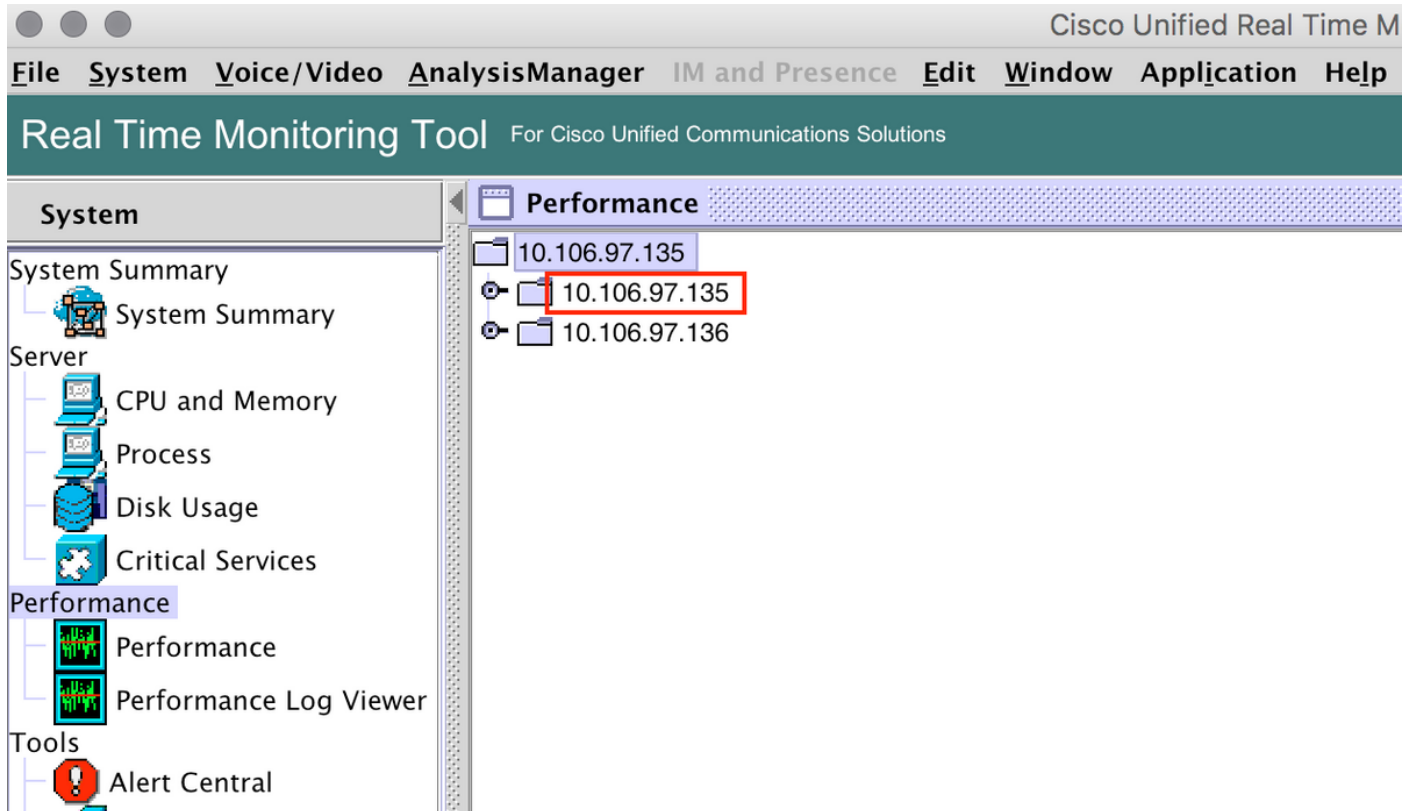 Cisco Unified Real Time M
File System Voice/Video AnalysisManager IM and Presence Edit Window Application Help
Real Time Monitoring Tool For Cisco Unified Communications Solutions
System
System Summary
System Summary
Server
CPU and Memory
Process
Disk Usage
Critical Services
Performance
Performance
Performance Log Viewer
Tools
Alert Central
Performance
10.106.97.135
10.106.97.135
10.106.97.136